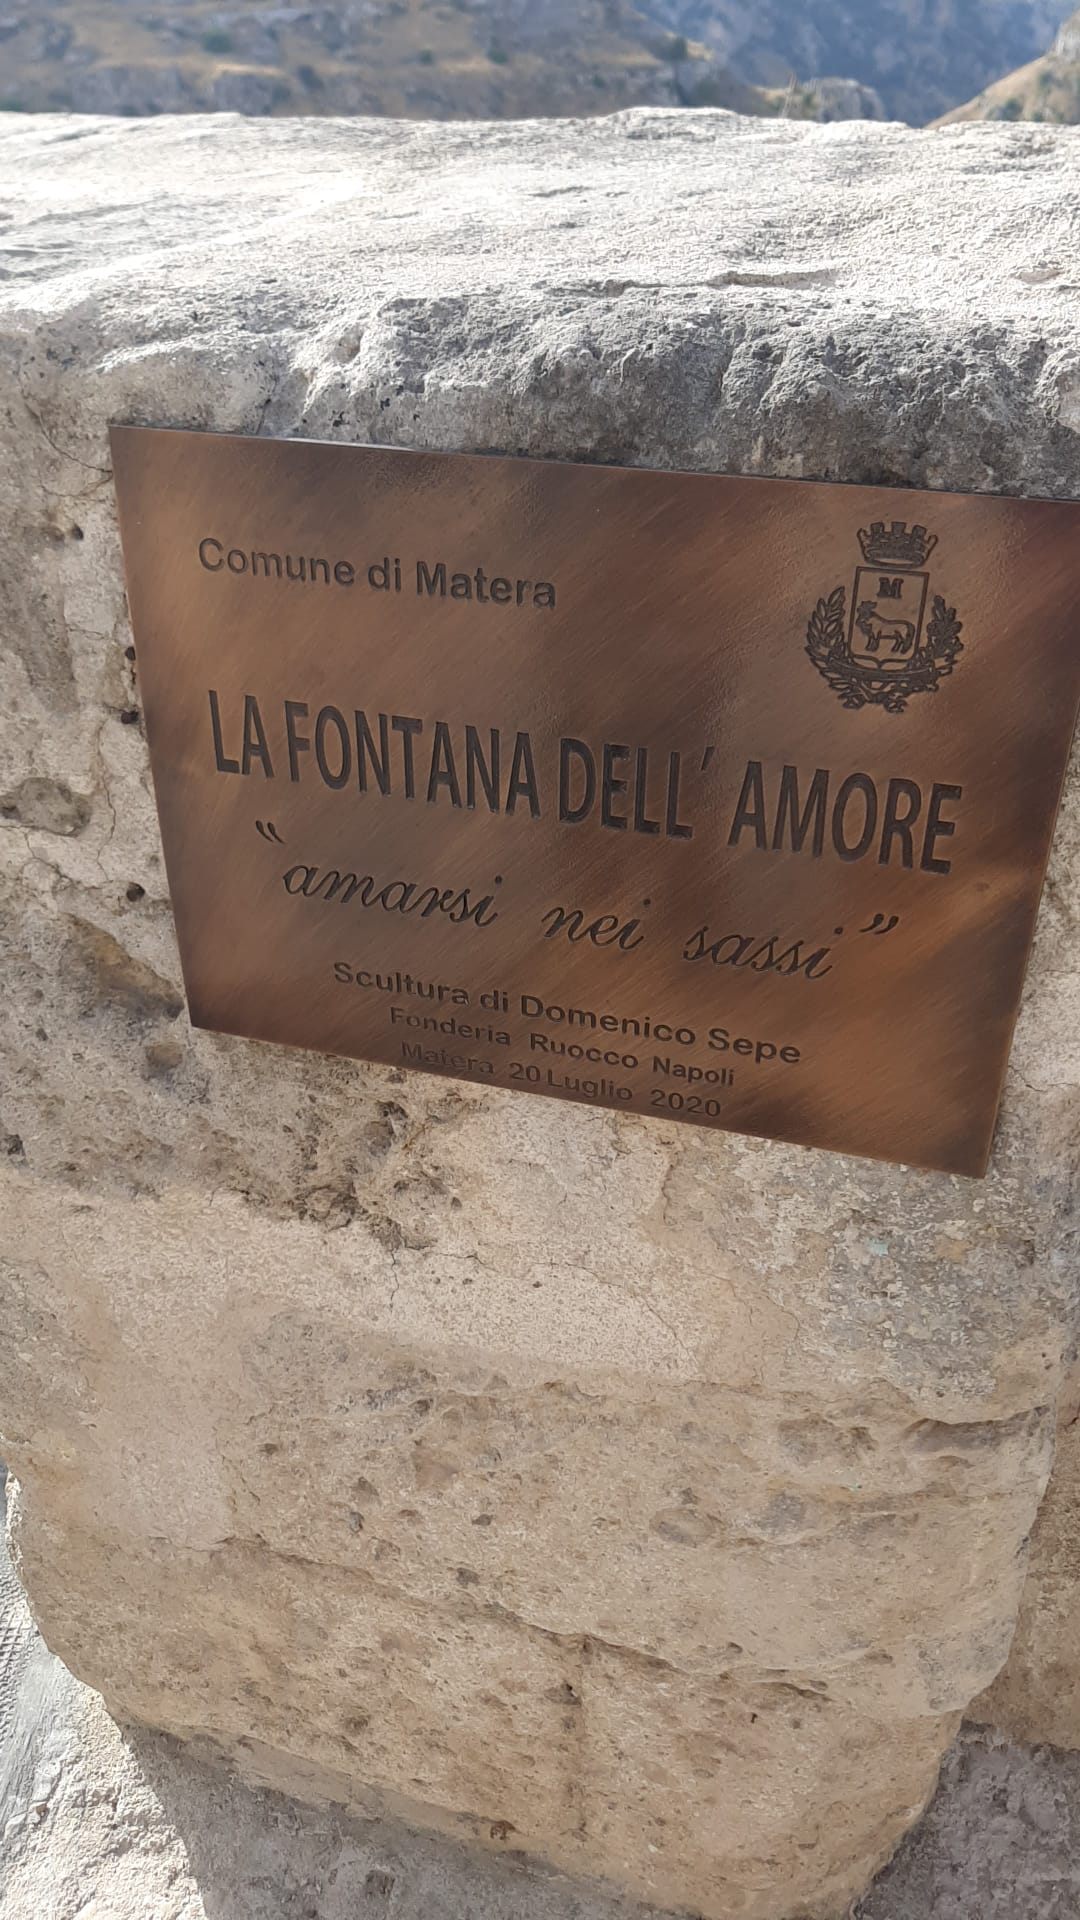 Comune di Matera
M
LA FONTANA DELL' AMORE
“amarsi nei sassi”
Scultura di Domenico Sepe
Fonderia Ruocco Napoli
Matera 20 Luglio 2020